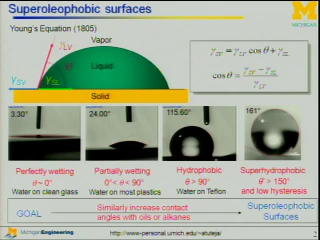 Superoleophobic surfaces
M
MICHIGAN
Young's Equation (1805)
γLV
Vapor
θ
Liquid
γSV
γSL
Solid
γSV = γLV cos θ + γSL
cos θ = (γSV − γSL) / γLV
3.30°
24.00°
115.60°
161°
Perfectly wetting
θ ~ 0°
Water on clean glass
Partially wetting
0° < θ < 90°
Water on most plastics
Hydrophobic
θ > 90°
Water on Teflon
Superhydrophobic
θ* > 150°
and low hysteresis
GOAL
Similarly increase contact
angles with oils or alkanes
Superoleophobic
Surfaces
MichiganEngineering
http://www-personal.umich.edu/~atuteja/
2